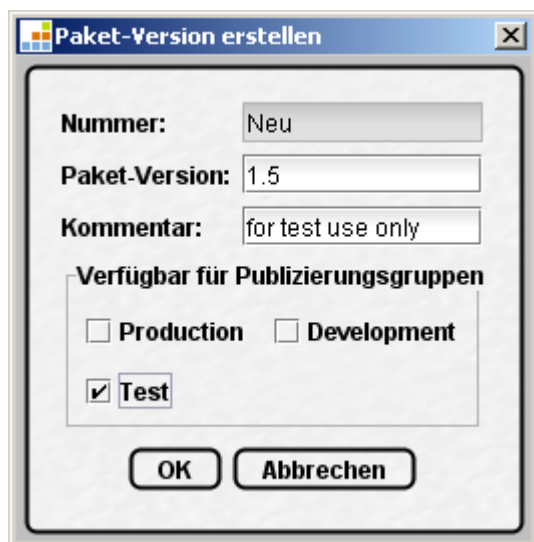 Paket-Version erstellen
Nummer: Neu
Paket-Version: 1.5
Kommentar: for test use only
Verfügbar für Publizierungsgruppen
Production Development
Test
OK Abbrechen